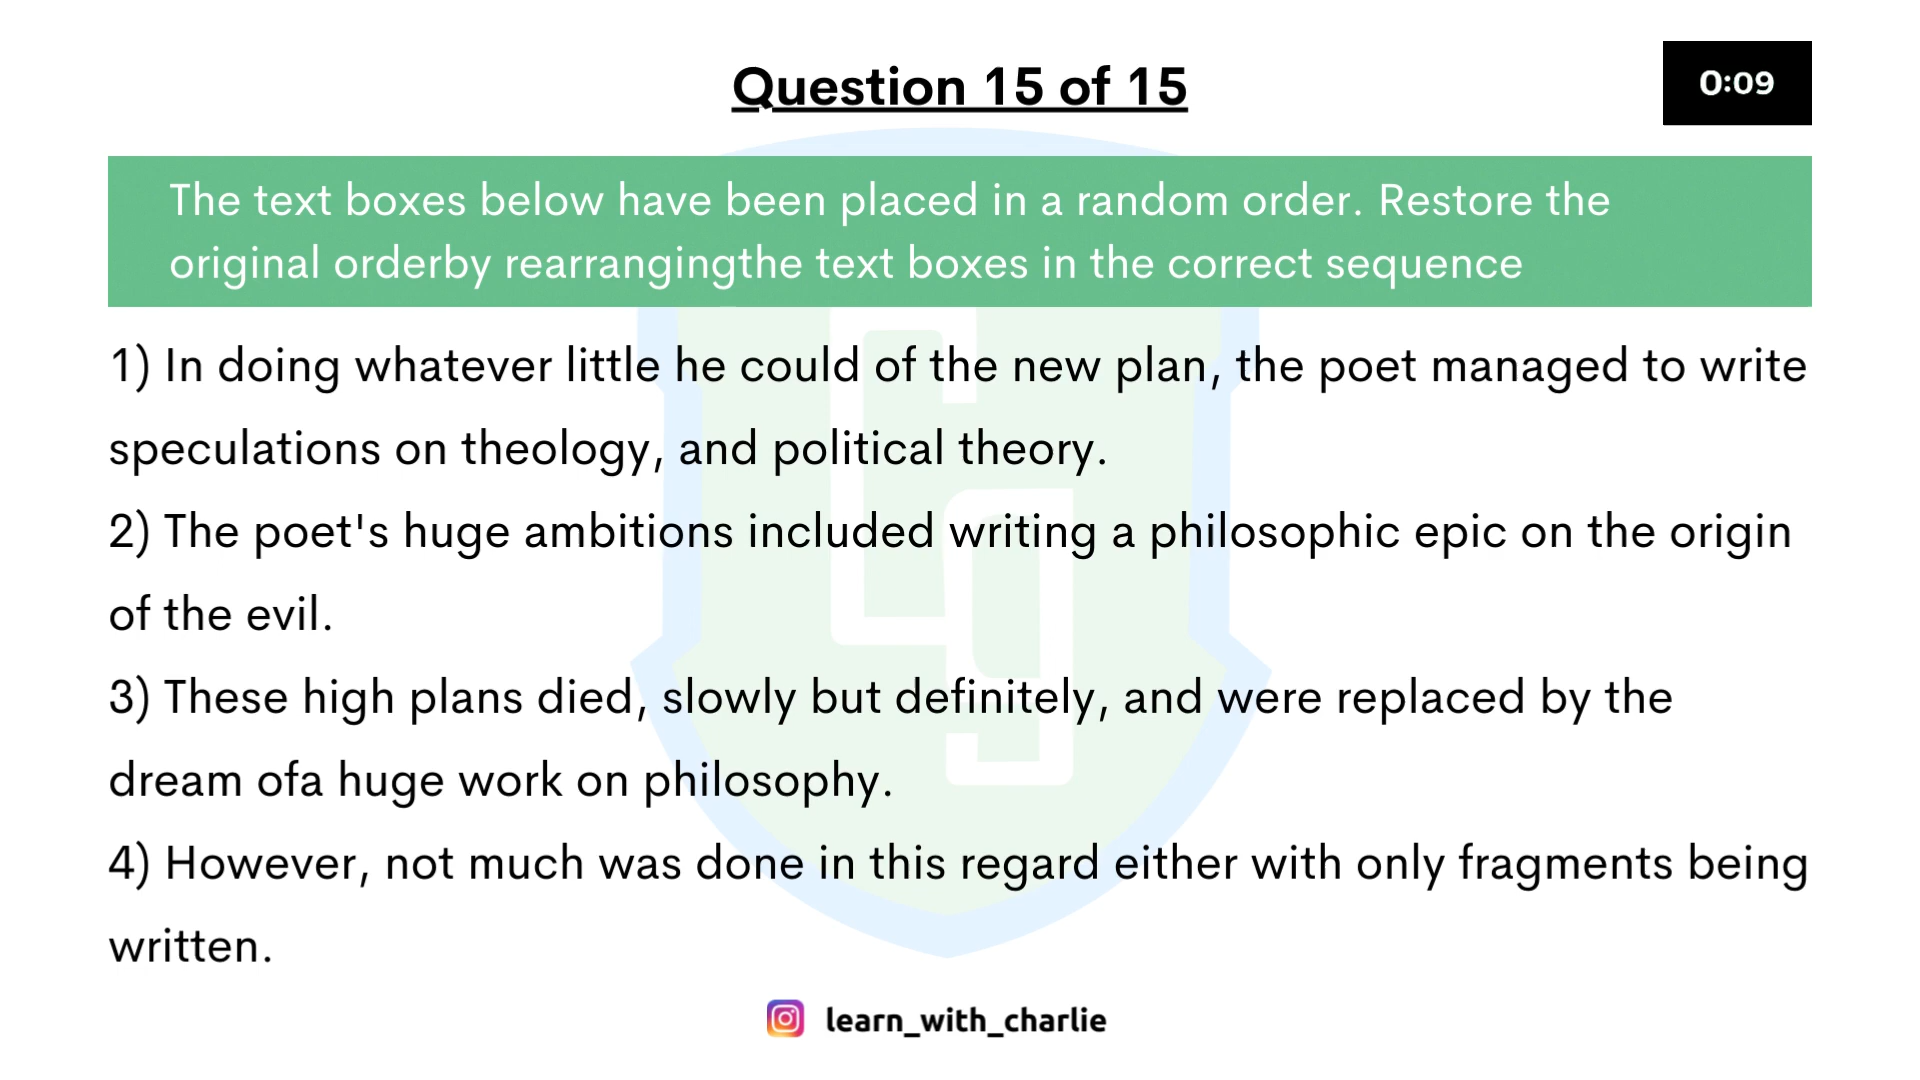 Question 15 of 15
0:09
The text boxes below have been placed in a random order. Restore the
original orderby rearrangingthe text boxes in the correct sequence
1) In doing whatever little he could of the new plan, the poet managed to write
speculations on theology, and political theory.
2) The poet's huge ambitions included writing a philosophic epic on the origin
of the evil.
3) These high plans died, slowly but definitely, and were replaced by the
dream ofa huge work on philosophy.
4) However, not much was done in this regard either with only fragments being
written.
learn_with_charlie